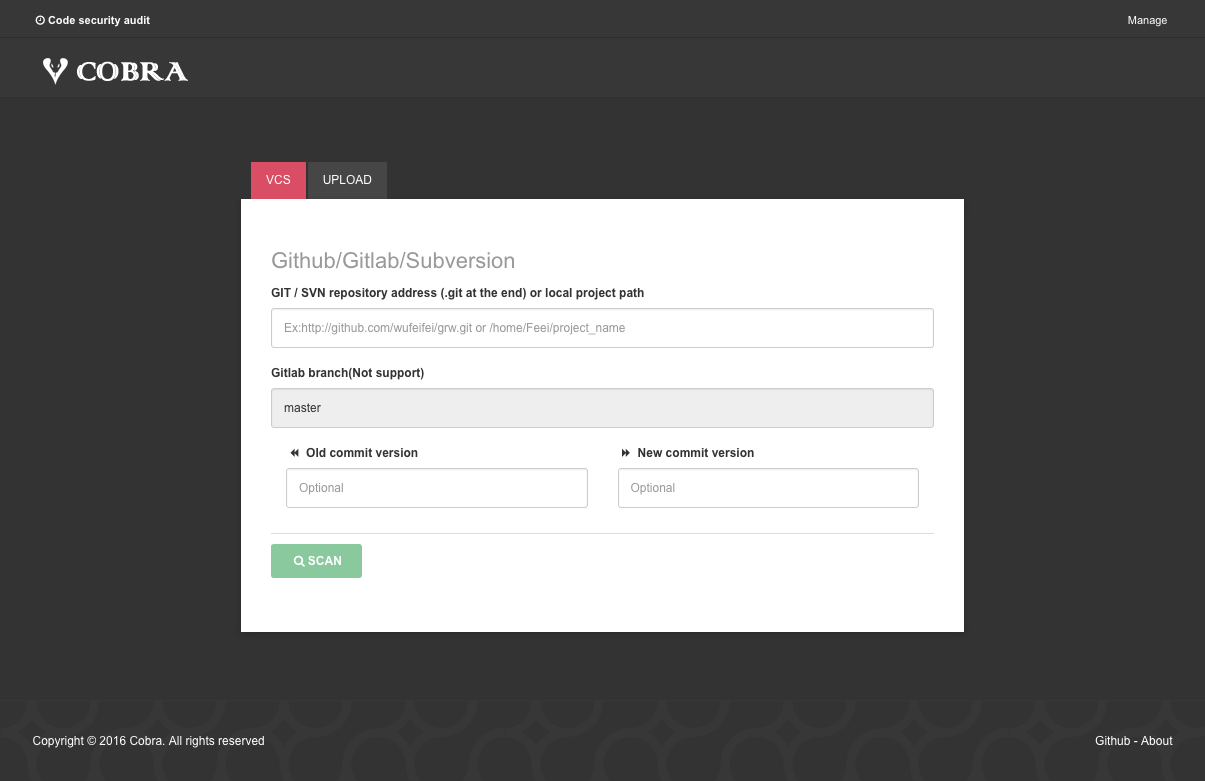 Code security audit
Manage
COBRA
VCS
UPLOAD
Github/Gitlab/Subversion
GIT / SVN repository address (.git at the end) or local project path
Ex:http://github.com/wufeifei/grw.git or /home/Feei/project_name
Gitlab branch(Not support)
master
Old commit version
New commit version
Optional
Optional
SCAN
Copyright © 2016 Cobra. All rights reserved
Github - About